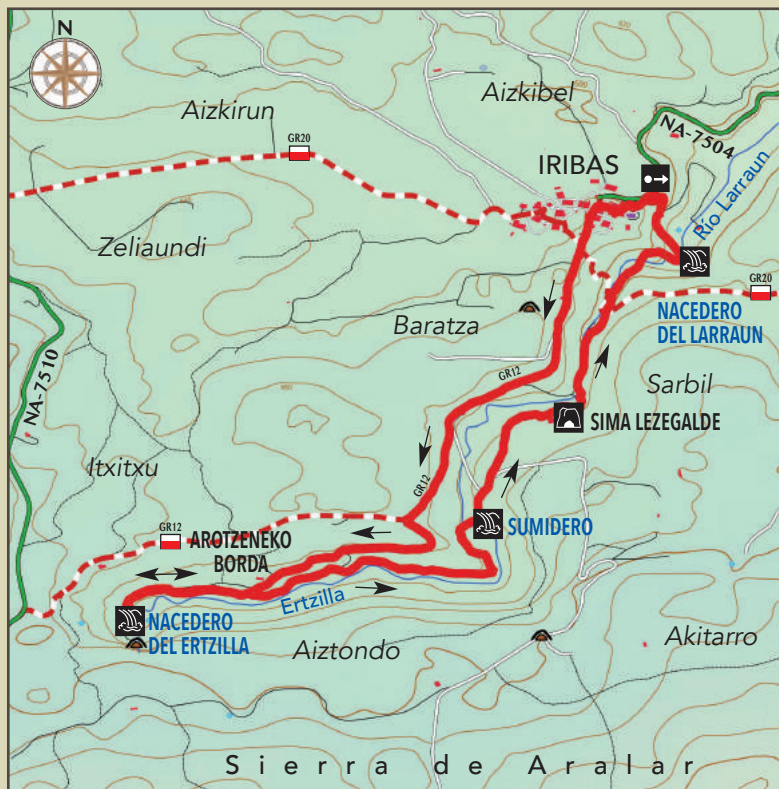 N
Aizkirun
Aizkibel
600
NA-7504
GR20
IRIBAS
Río Larraun
Zeliaundi
GR20
NACEDERO
DEL LARRAUN
Baratza
NA-7510
GR12
Sarbil
SIMA LEZEGALDE
Itxitxu
GR12
GR12
AROTZENEKO
BORDA
SUMIDERO
Ertzilla
NACEDERO
DEL ERTZILLA
Aiztondo
Akitarro
Sierra de Aralar